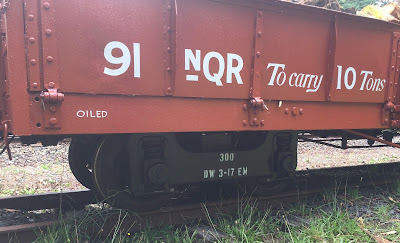 91 NQR To carry 10 Tons
OILED
300
DW 3-17 EM